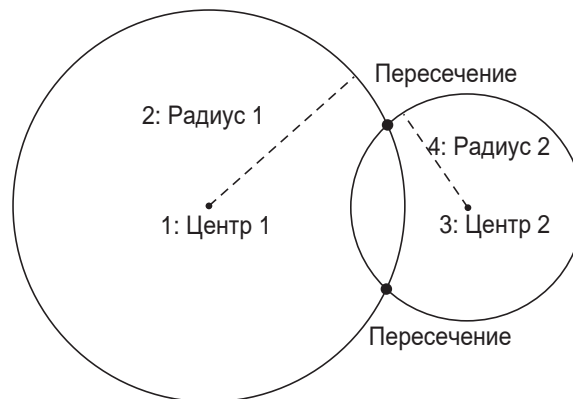 Пересечение
2: Радиус 1
4: Радиус 2
1: Центр 1
3: Центр 2
Пересечение